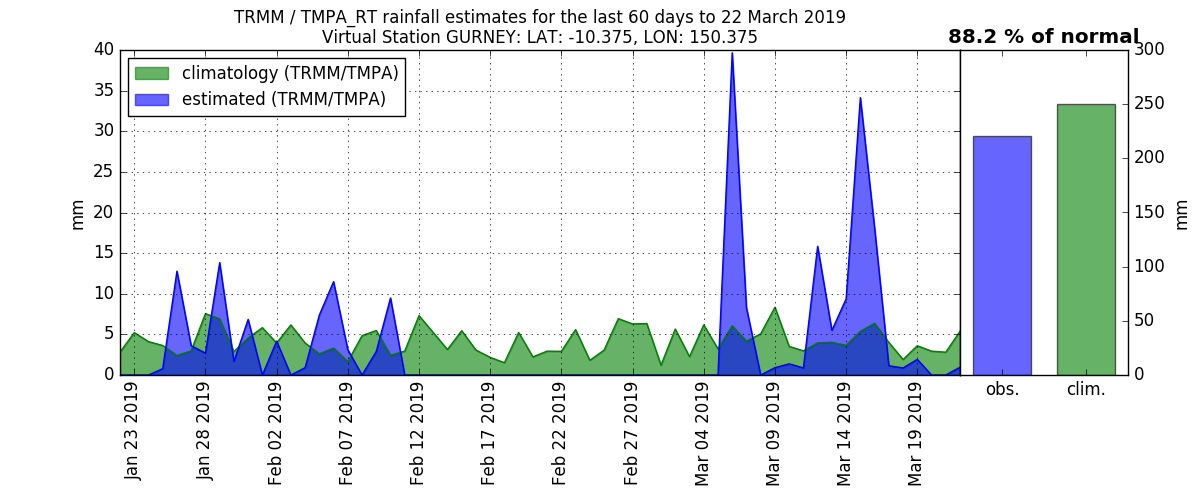 TRMM / TMPA_RT rainfall estimates for the last 60 days to 22 March 2019
Virtual Station GURNEY: LAT: -10.375, LON: 150.375
88.2 % of normal
climatology (TRMM/TMPA)
estimated (TRMM/TMPA)
mm
40
35
30
25
20
15
10
5
0
Jan 23 2019
Jan 28 2019
Feb 02 2019
Feb 07 2019
Feb 12 2019
Feb 17 2019
Feb 22 2019
Feb 27 2019
Mar 04 2019
Mar 09 2019
Mar 14 2019
Mar 19 2019
obs.
clim.
300
250
200
150
100
50
0
mm